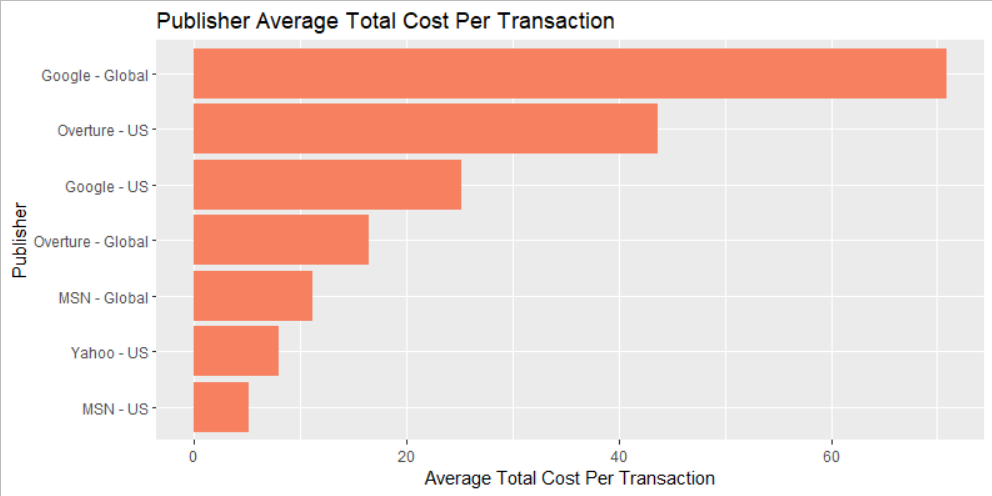 Publisher Average Total Cost Per Transaction
Publisher
Google - Global
Overture - US
Google - US
Overture - Global
MSN - Global
Yahoo - US
MSN - US
0 20 40 60
Average Total Cost Per Transaction